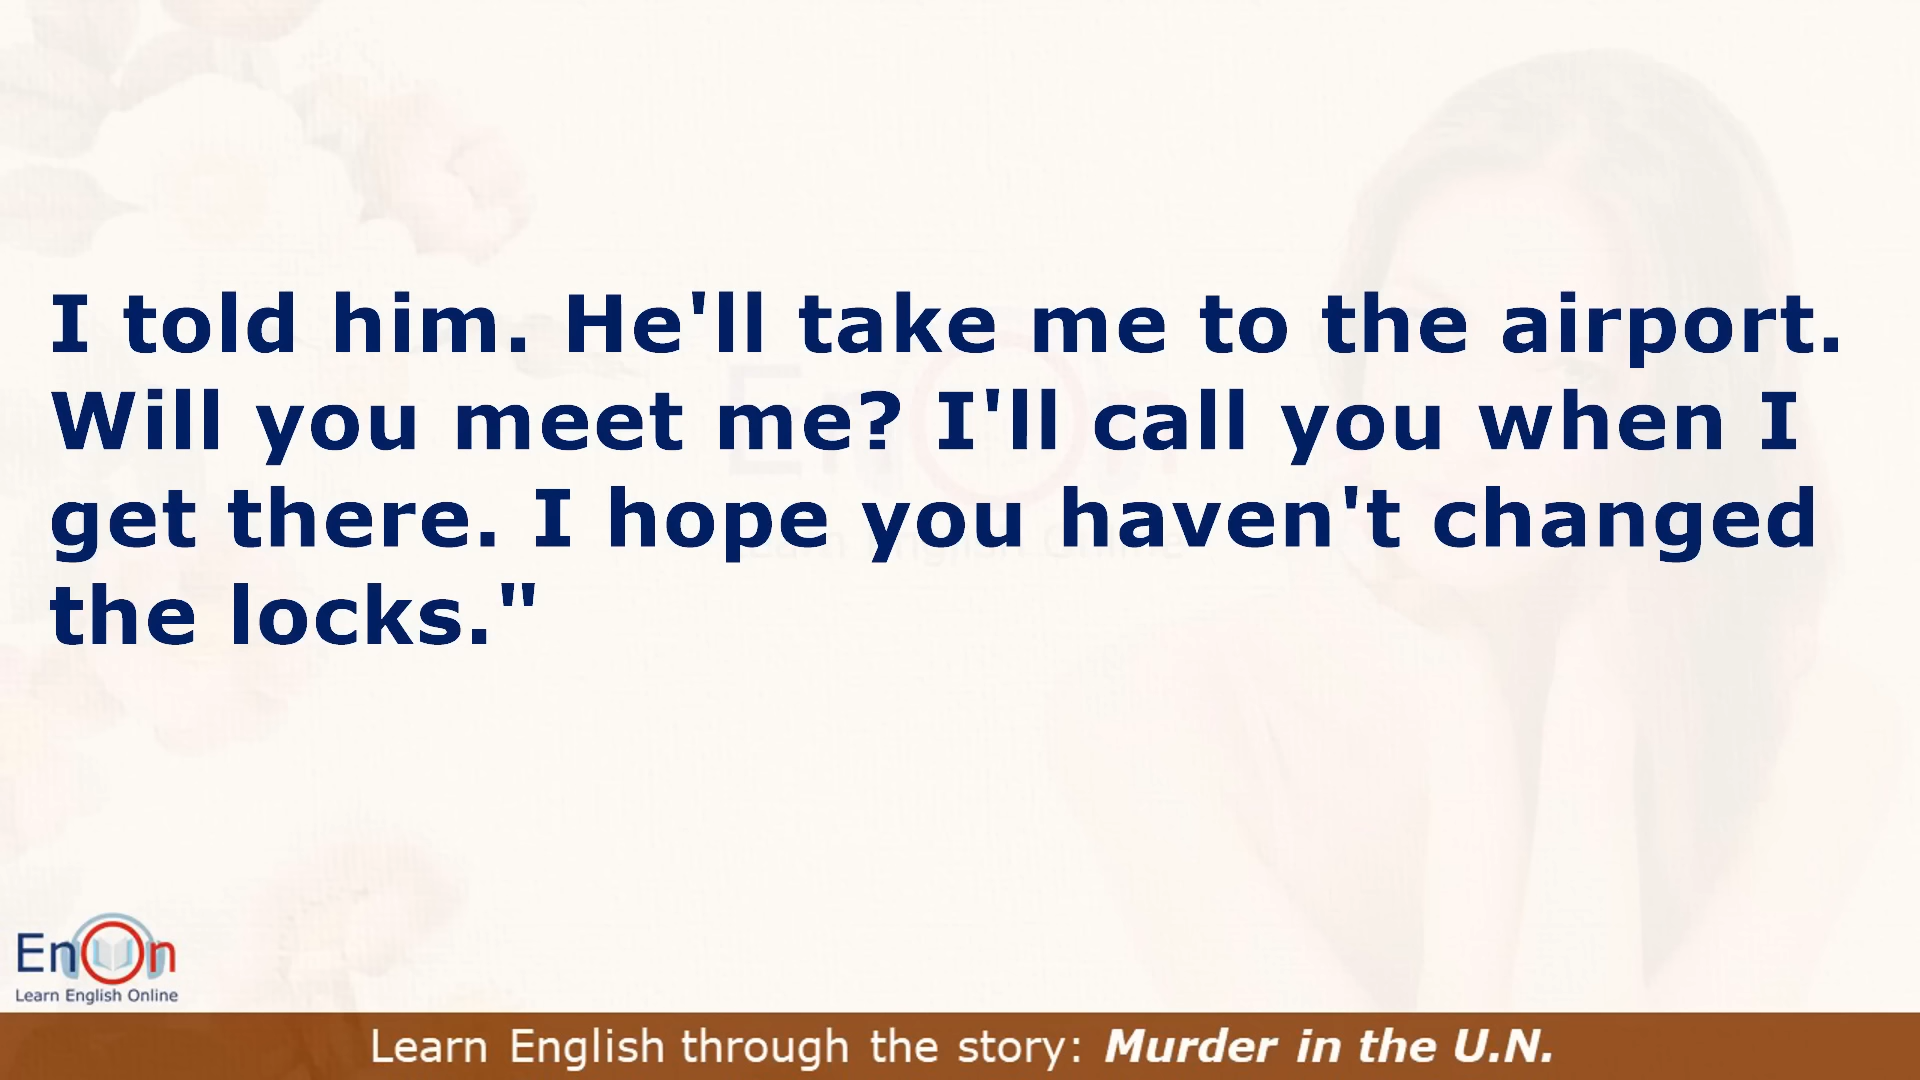 I told him. He'll take me to the airport.
Will you meet me? I'll call you when I
get there. I hope you haven't changed
the locks."
EnOn
Learn English Online
Learn English through the story: Murder in the U.N.